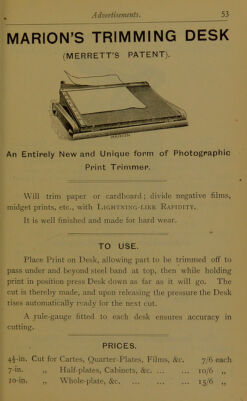 Advertisements. 53
MARION'S TRIMMING DESK
(MERRETT'S PATENT).
An Entirely New and Unique form of Photographic
Print Trimmer.
Will trim paper or cardboard; divide negative films,
midget prints, etc., with LIGHTNING-LIKE RAPIDITY.
It is well finished and made for hard wear.
TO USE.
Place Print on Desk, allowing part to be trimmed off to
pass under and beyond steel band at top, then while holding
print in position press Desk down as far as it will go. The
cut is thereby made, and upon releasing the pressure the Desk
rises automatically ready for the next cut.
A rule-gauge fitted to each desk ensures accuracy in
cutting.
PRICES.
4½-in. Cut for Cartes, Quarter-Plates, Films, &c. 7/6 each
7-in. „ Half-plates, Cabinets, &c. ... ... 10/6 „
10-in. „ Whole-plate, &c. ... ... ... 15/6 „